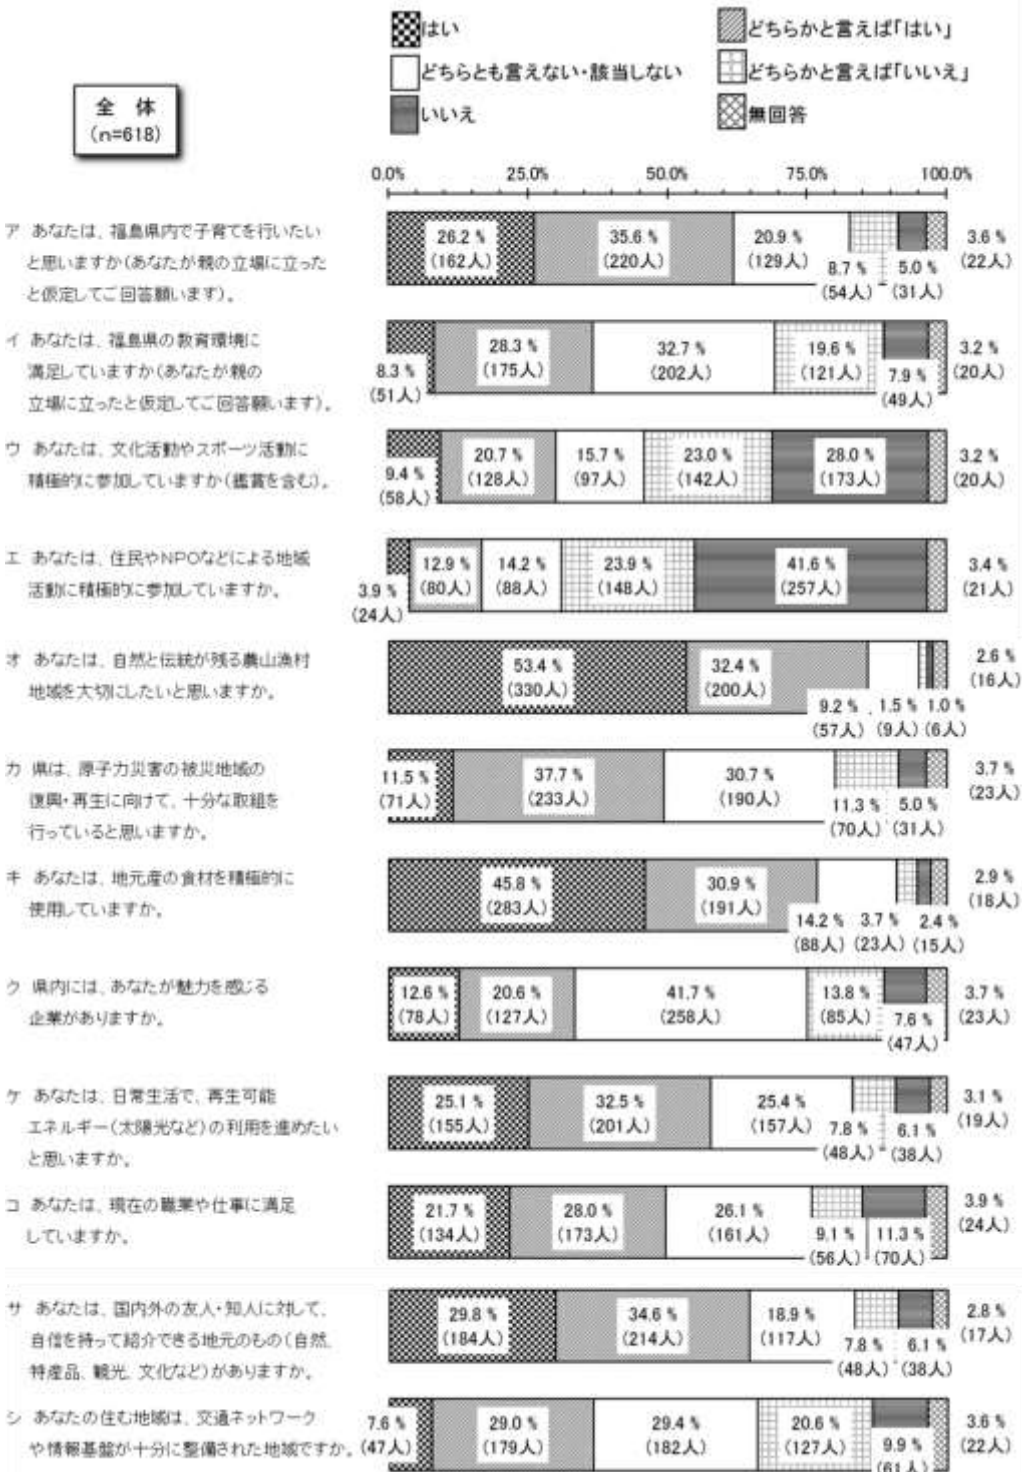 はい
どちらかと言えば「はい」
どちらとも言えない・該当しない
どちらかと言えば「いいえ」
いいえ
無回答
全 体
(n=618)
0.0% 25.0% 50.0% 75.0% 100.0%
ア あなたは、福島県内で子育てを行いたい
と思いますか(あなたが親の立場に立った
と仮定してご回答願います)。
26.2 % 35.6 % 20.9 % 8.7 % 5.0 % 3.6 %
(162人) (220人) (129人) (54人) (31人) (22人)
イ あなたは、福島県の教育環境に
満足していますか(あなたが親の
立場に立ったと仮定してご回答願います)。
8.3 % 28.3 % 32.7 % 19.6 % 7.9 % 3.2 %
(51人) (175人) (202人) (121人) (49人) (20人)
ウ あなたは、文化活動やスポーツ活動に
積極的に参加していますか(鑑賞を含む)。
9.4 % 20.7 % 15.7 % 23.0 % 28.0 % 3.2 %
(58人) (128人) (97人) (142人) (173人) (20人)
エ あなたは、住民やNPOなどによる地域
活動に積極的に参加していますか。
3.9 % 12.9 % 14.2 % 23.9 % 41.6 % 3.4 %
(24人) (80人) (88人) (148人) (257人) (21人)
オ あなたは、自然と伝統が残る農山漁村
地域を大切にしたいと思いますか。
53.4 % 32.4 % 9.2 % 1.5 % 1.0 % 2.6 %
(330人) (200人) (57人) (9人) (6人) (16人)
カ 県は、原子力災害の被災地域の
復興・再生に向けて、十分な取組を
行っていると思いますか。
11.5 % 37.7 % 30.7 % 11.3 % 5.0 % 3.7 %
(71人) (233人) (190人) (70人) (31人) (23人)
キ あなたは、地元産の食材を積極的に
使用していますか。
45.8 % 30.9 % 14.2 % 3.7 % 2.4 % 2.9 %
(283人) (191人) (88人) (23人) (15人) (18人)
ク 県内には、あなたが魅力を感じる
企業がありますか。
12.6 % 20.6 % 41.7 % 13.8 % 7.6 % 3.7 %
(78人) (127人) (258人) (85人) (47人) (23人)
ケ あなたは、日常生活で、再生可能
エネルギー(太陽光など)の利用を進めたい
と思いますか。
25.1 % 32.5 % 25.4 % 7.8 % 6.1 % 3.1 %
(155人) (201人) (157人) (48人) (38人) (19人)
コ あなたは、現在の職業や仕事に満足
していますか。
21.7 % 28.0 % 26.1 % 9.1 % 11.3 % 3.9 %
(134人) (173人) (161人) (56人) (70人) (24人)
サ あなたは、国内外の友人・知人に対して、
自信を持って紹介できる地元のもの(自然、
特産品、観光、文化など)がありますか。
29.8 % 34.6 % 18.9 % 7.8 % 6.1 % 2.8 %
(184人) (214人) (117人) (48人) (38人) (17人)
シ あなたの住む地域は、交通ネットワーク
や情報基盤が十分に整備された地域ですか。
7.6 % 29.0 % 29.4 % 20.6 % 9.9 % 3.6 %
(47人) (179人) (182人) (127人) (61人) (22人)